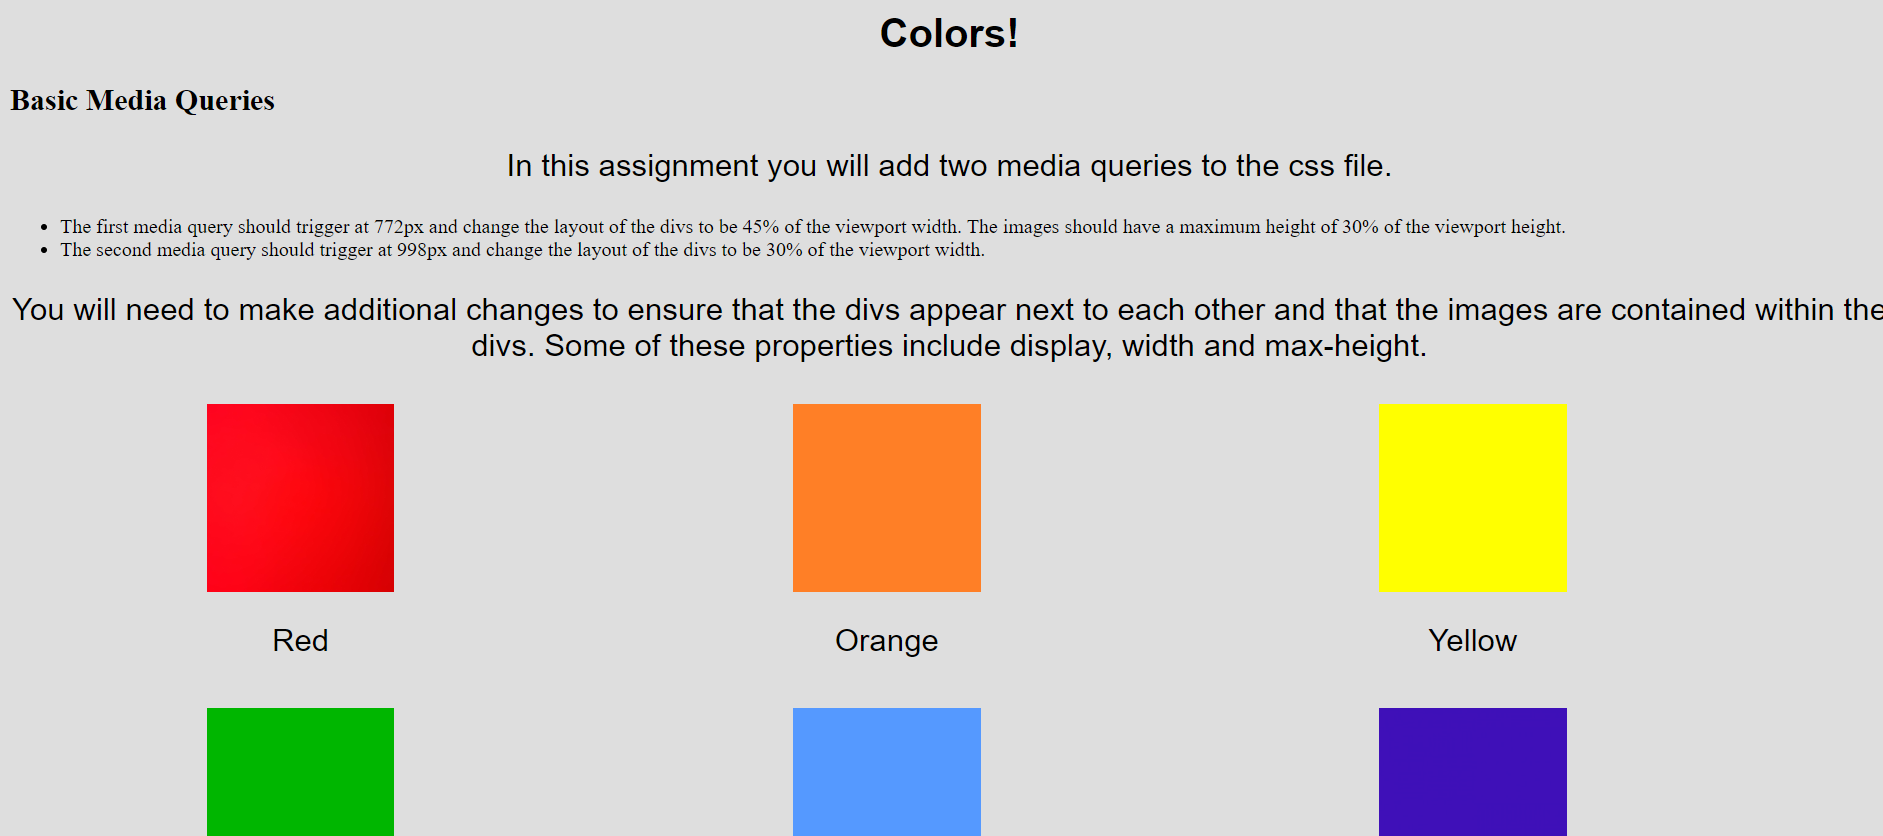 Colors!
Basic Media Queries
In this assignment you will add two media queries to the css file.
• The first media query should trigger at 772px and change the layout of the divs to be 45% of the viewport width. The images should have a maximum height of 30% of the viewport height.
• The second media query should trigger at 998px and change the layout of the divs to be 30% of the viewport width.
You will need to make additional changes to ensure that the divs appear next to each other and that the images are contained within the
divs. Some of these properties include display, width and max-height.
Red
Orange
Yellow